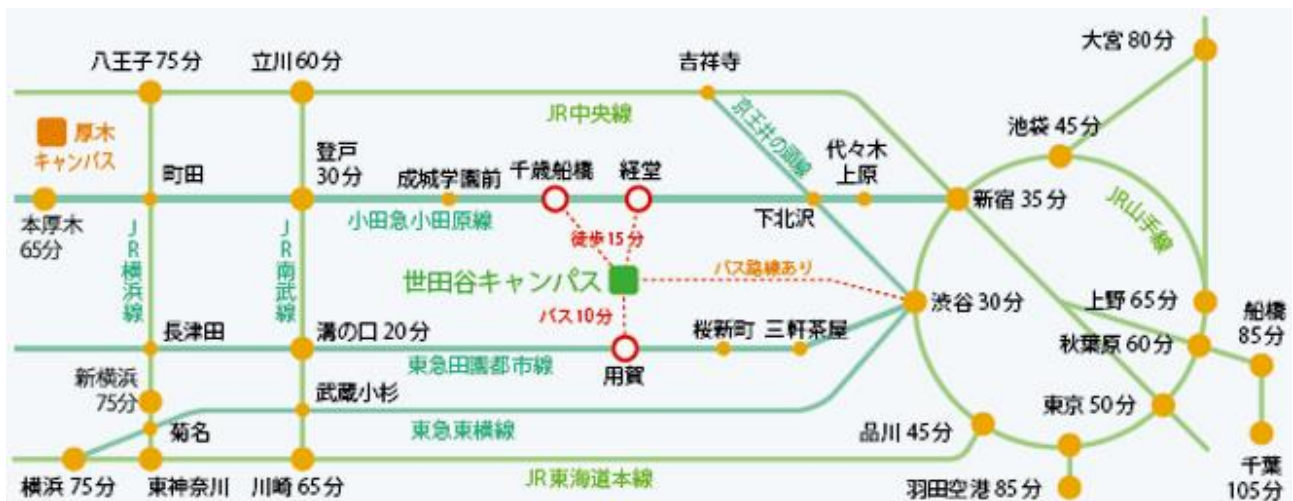 大宮 80分
八王子 75分
立川 60分
吉祥寺
JR中央線
京王井の頭線
池袋 45分
厚木
キャンパス
登戸
30分
町田
成城学園前
千歳船橋
経堂
代々木
上原
本厚木
65分
小田急小田原線
下北沢
新宿 35分
JR山手線
JR横浜線
JR南武線
徒歩15分
世田谷キャンパス
バス路線あり
バス10分
渋谷 30分
上野 65分
船橋
85分
長津田
溝の口 20分
桜新町
三軒茶屋
秋葉原 60分
東急田園都市線
用賀
新横浜
75分
武蔵小杉
東京 50分
菊名
東急東横線
品川 45分
横浜 75分
東神奈川
川崎 65分
JR東海道本線
羽田空港 85分
千葉
105分